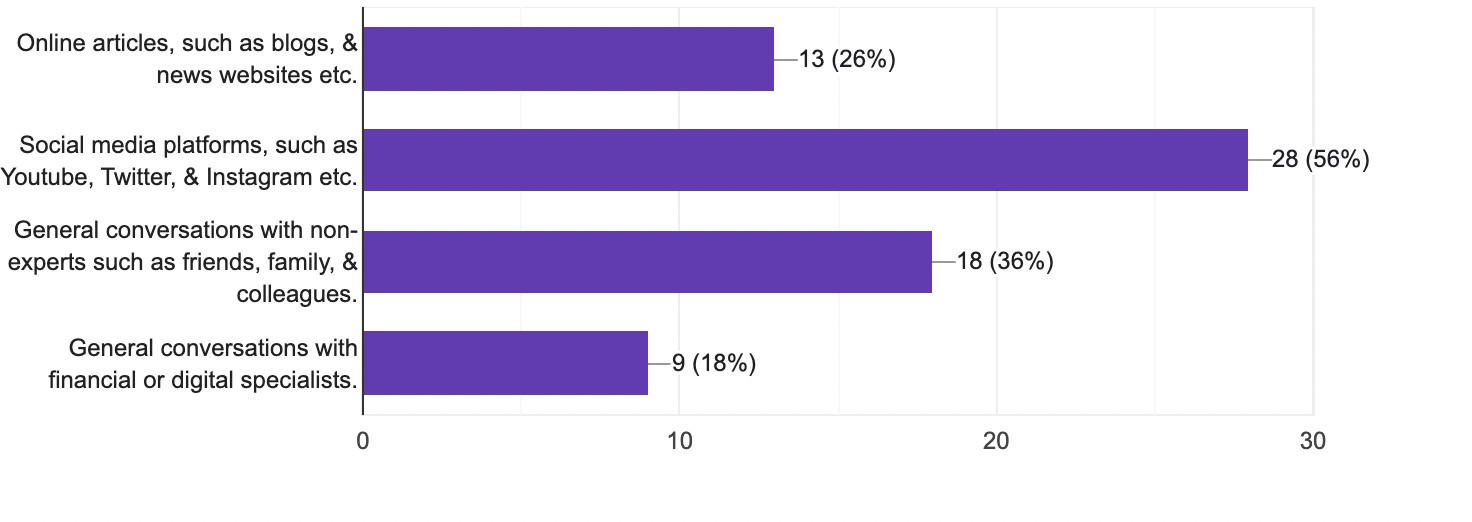 Online articles, such as blogs, &
news websites etc.
13 (26%)
Social media platforms, such as
Youtube, Twitter, & Instagram etc.
28 (56%)
General conversations with non-
experts such as friends, family, &
colleagues.
18 (36%)
General conversations with
financial or digital specialists.
9 (18%)
0 10 20 30